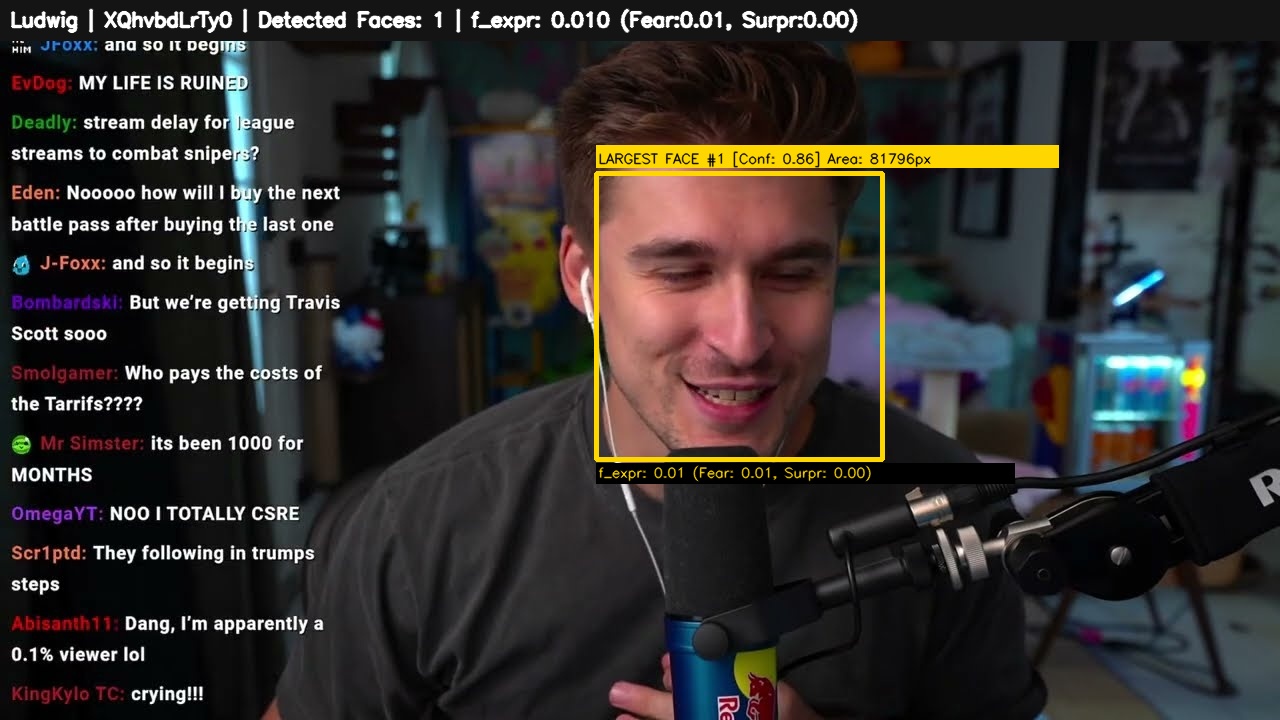 Ludwig | XQhvbdLrTy0 | Detected Faces: 1 | f_expr: 0.010 (Fear:0.01, Surpr:0.00)
HIM JFoxx: and so it begins
EvDog: MY LIFE IS RUINED
Deadly: stream delay for league
streams to combat snipers?
Eden: Nooooo how will I buy the next
battle pass after buying the last one
J-Foxx: and so it begins
Bombardski: But we're getting Travis
Scott sooo
Smolgamer: Who pays the costs of
the Tarrifs????
Mr Simster: its been 1000 for
MONTHS
OmegaYT: NOO I TOTALLY CSRE
Scr1ptd: They following in trumps
steps
Abisanth11: Dang, I'm apparently a
0.1% viewer lol
KingKylo TC: crying!!!
LARGEST FACE #1 [Conf: 0.86] Area: 81796px
f_expr: 0.01 (Fear: 0.01, Surpr: 0.00)
R
Re